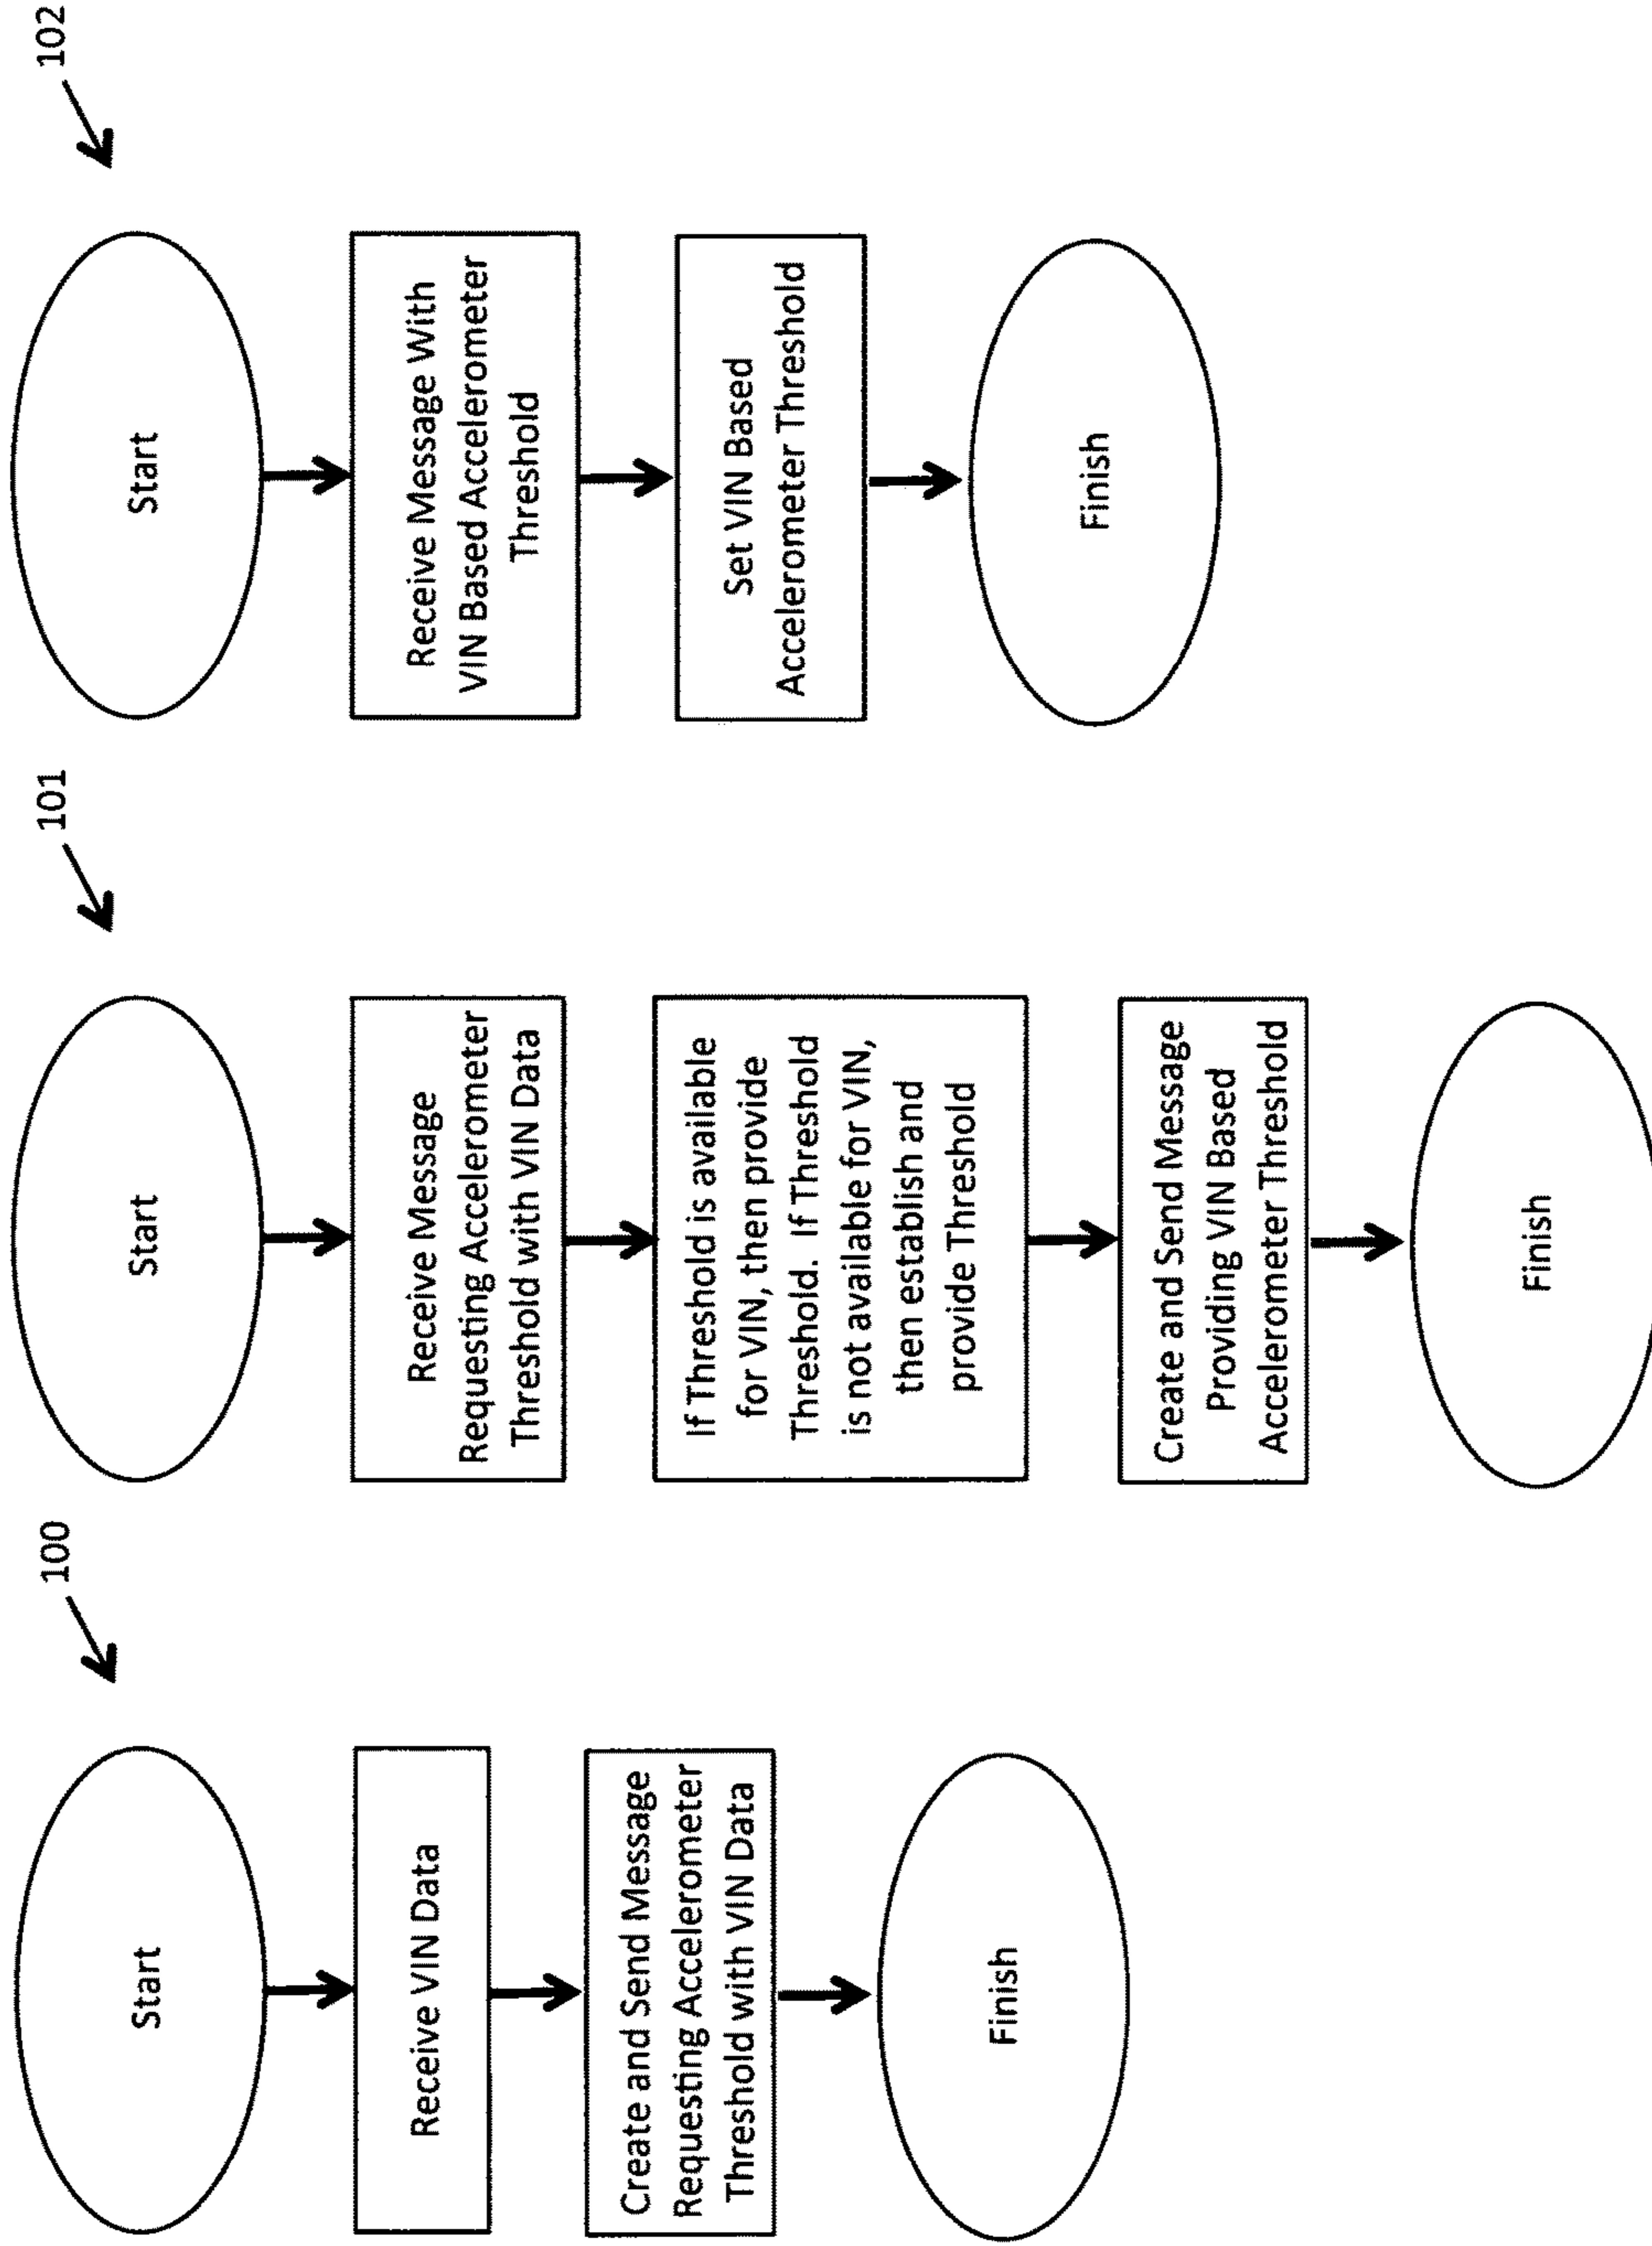 100
Start
Receive VIN Data
Create and Send Message
Requesting Accelerometer
Threshold with VIN Data
Finish
101
Start
Receive Message
Requesting Accelerometer
Threshold with VIN Data
If Threshold is available
for VIN, then provide
Threshold. If Threshold
is not available for VIN,
then establish and
provide Threshold
Create and Send Message
Providing VIN Based
Accelerometer Threshold
Finish
102
Start
Receive Message With
VIN Based Accelerometer
Threshold
Set VIN Based
Accelerometer Threshold
Finish